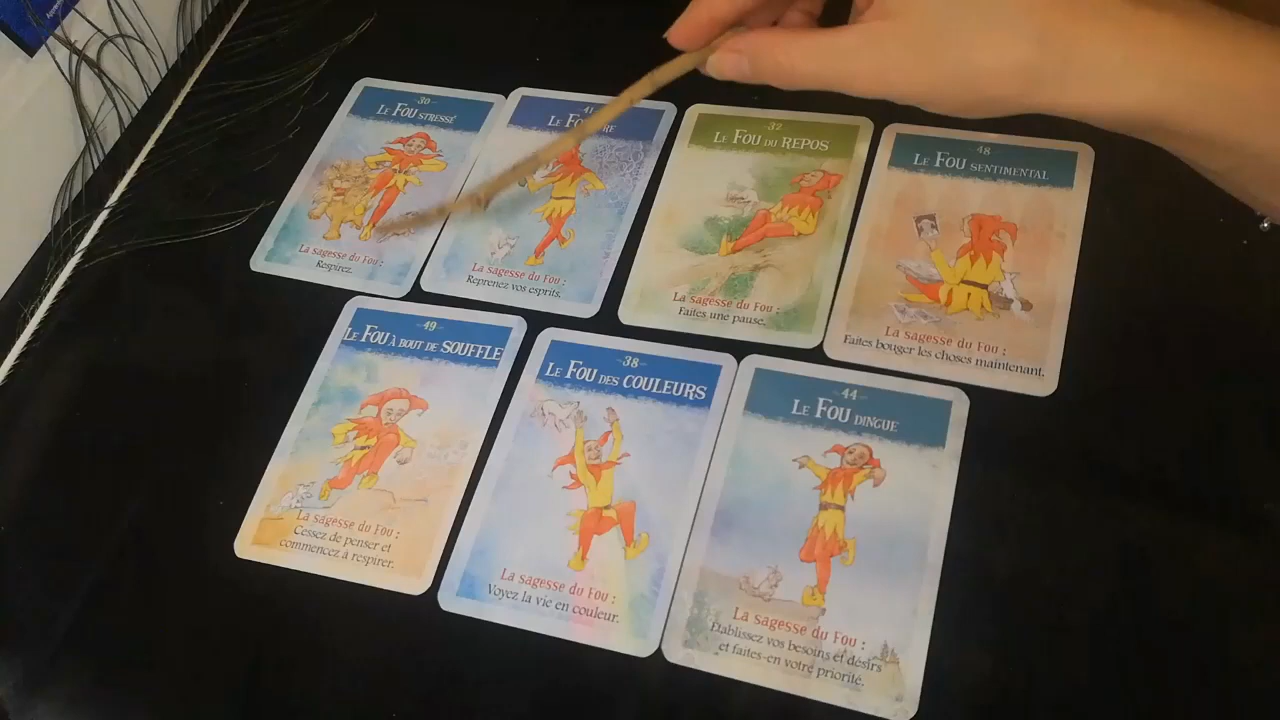 -30-
LE FOU STRESSÉ
La sagesse du Fou :
Respirez.
-41-
LE
La sagesse du Fou :
Reprenez vos esprits.
-32-
LE FOU DU REPOS
La sagesse du Fou :
Faites une pause.
-48-
LE FOU SENTIMENTAL
La sagesse du Fou :
Faites bouger les choses maintenant.
-49-
LE FOU À BOUT DE SOUFFLE
La sagesse du Fou :
Cessez de penser et
commencez à respirer.
-38-
LE FOU DES COULEURS
La sagesse du Fou :
Voyez la vie en couleur.
-44-
LE FOU DINGUE
La sagesse du Fou :
Établissez vos besoins et désirs
et faites-en votre priorité.